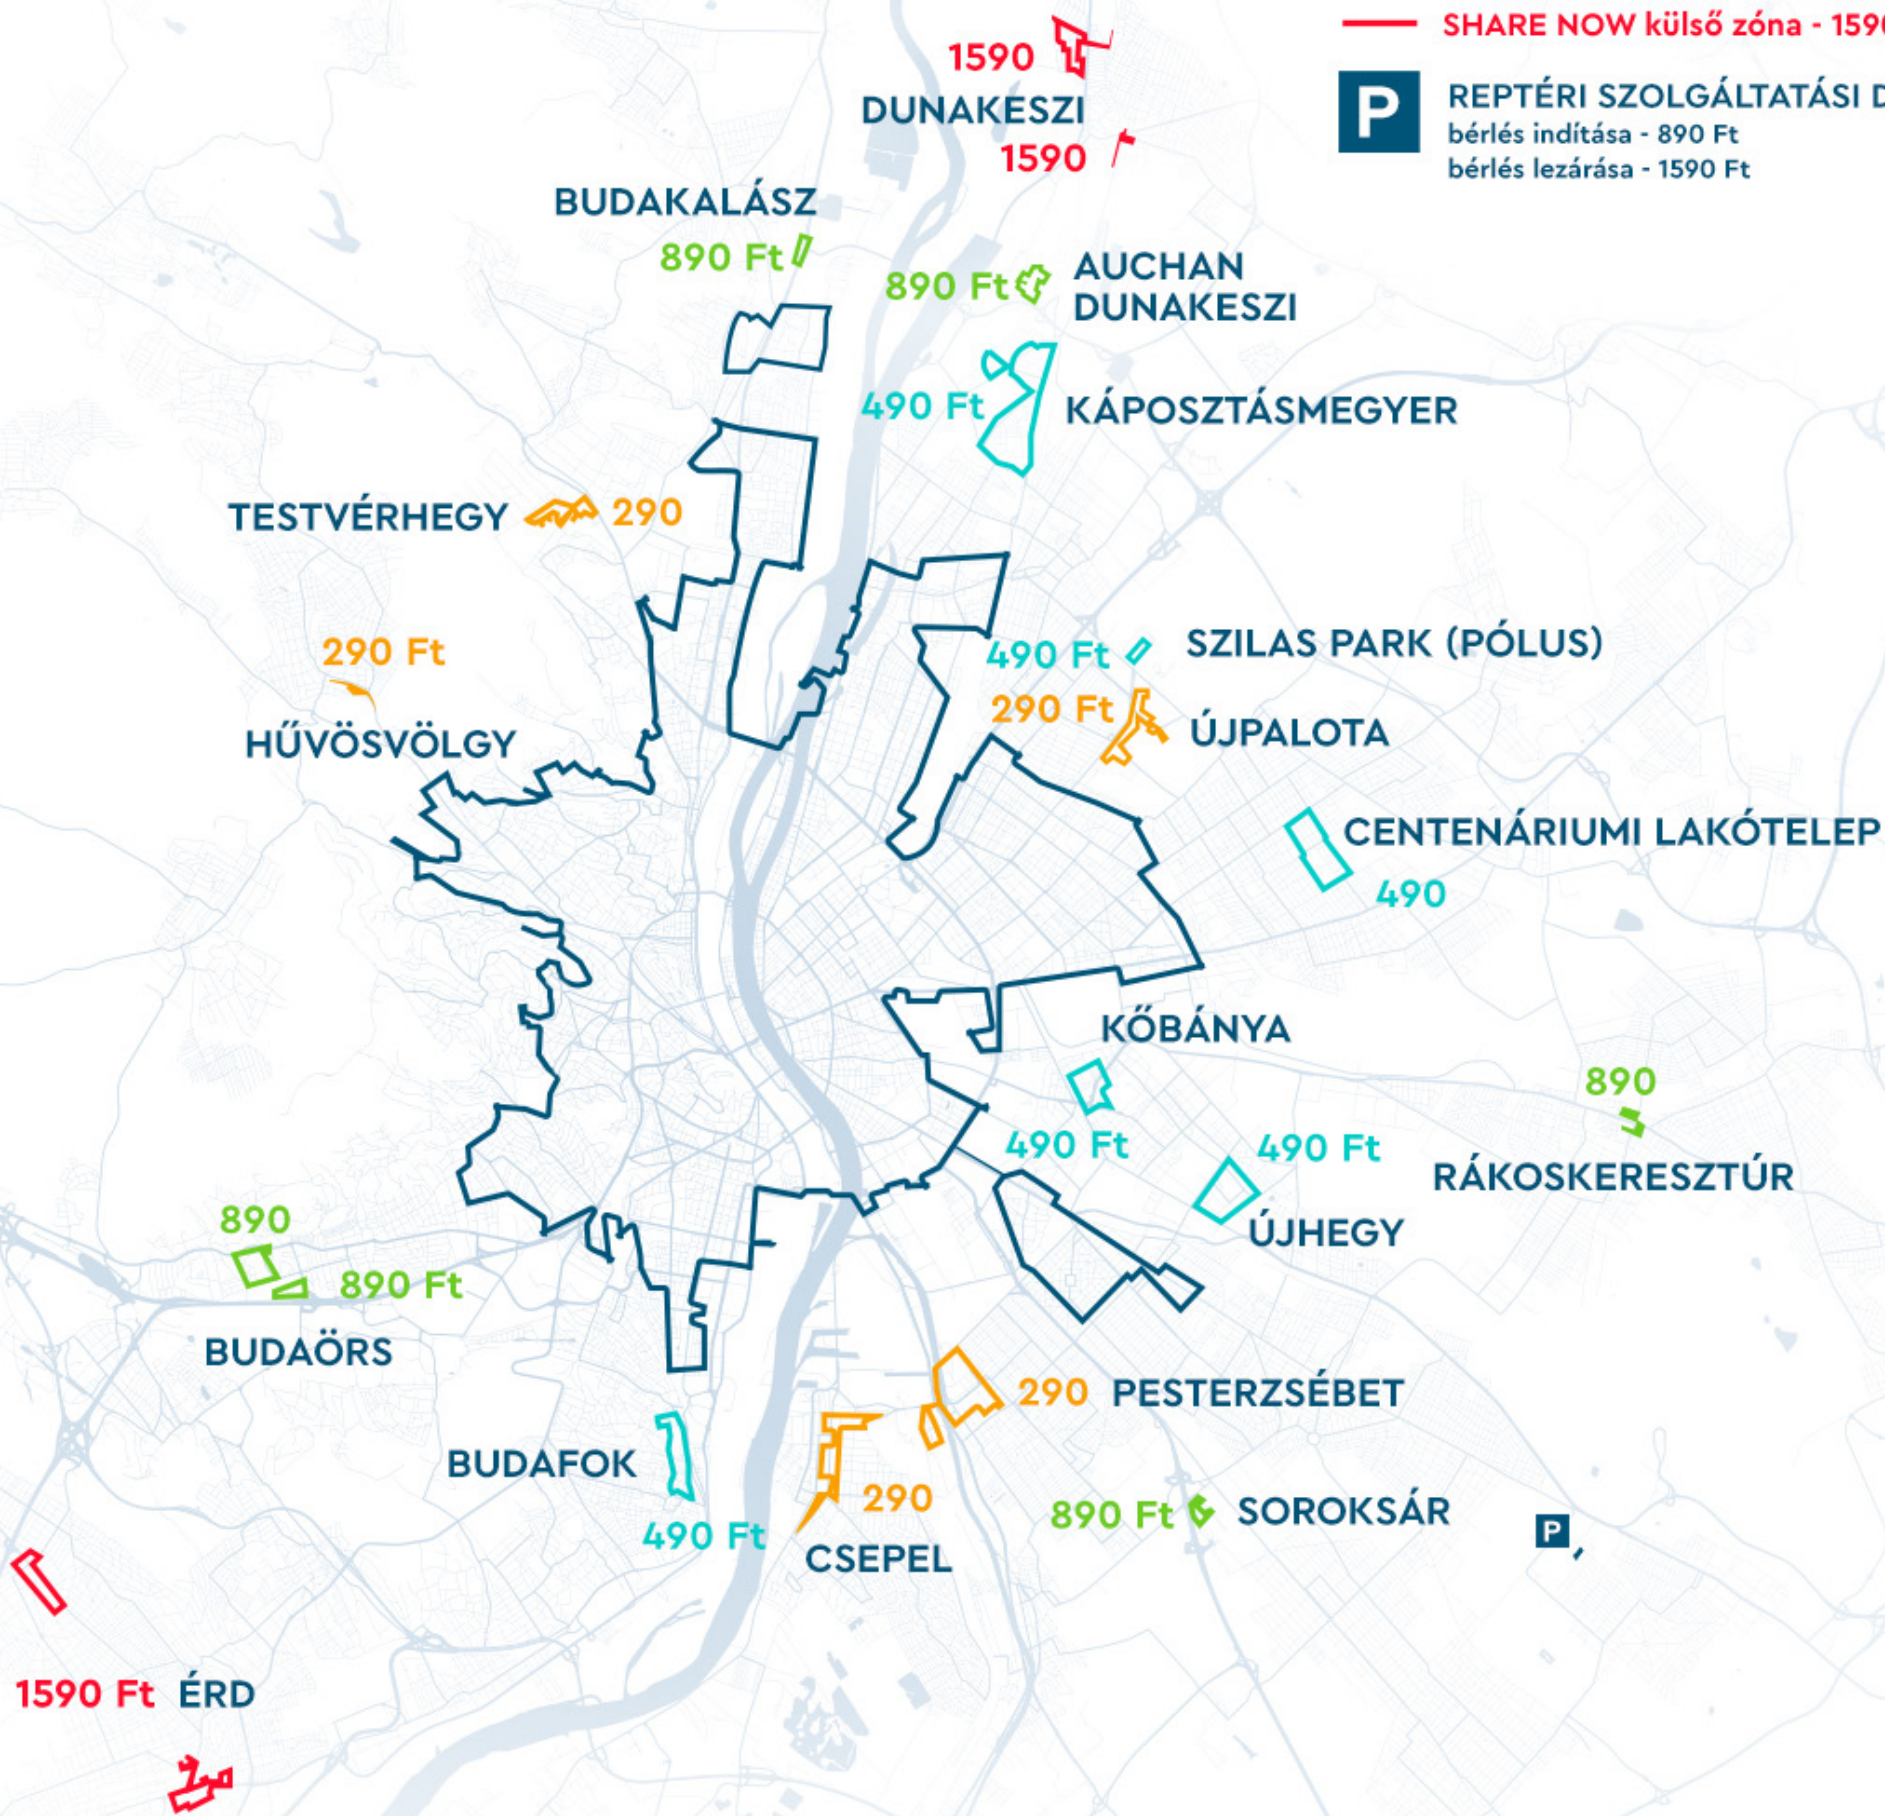 SHARE NOW külső zóna - 1590
P
REPTÉRI SZOLGÁLTATÁSI
bérlés indítása - 890 Ft
bérlés lezárása - 1590 Ft
1590
DUNAKESZI
1590
BUDAKALÁSZ
890 Ft
890 Ft
AUCHAN
DUNAKESZI
490 Ft
KÁPOSZTÁSMEGYER
TESTVÉRHEGY
290
290 Ft
HŰVÖSVÖLGY
490 Ft
SZILAS PARK (PÓLUS)
290 Ft
ÚJPALOTA
CENTENÁRIUMI LAKÓTELEP
490
KŐBÁNYA
490 Ft
890
RÁKOSKERESZTÚR
490 Ft
ÚJHEGY
890
890 Ft
BUDAÖRS
290
PESTERZSÉBET
BUDAFOK
490 Ft
290
CSEPEL
890 Ft
SOROKSÁR
P
1590 Ft
ÉRD